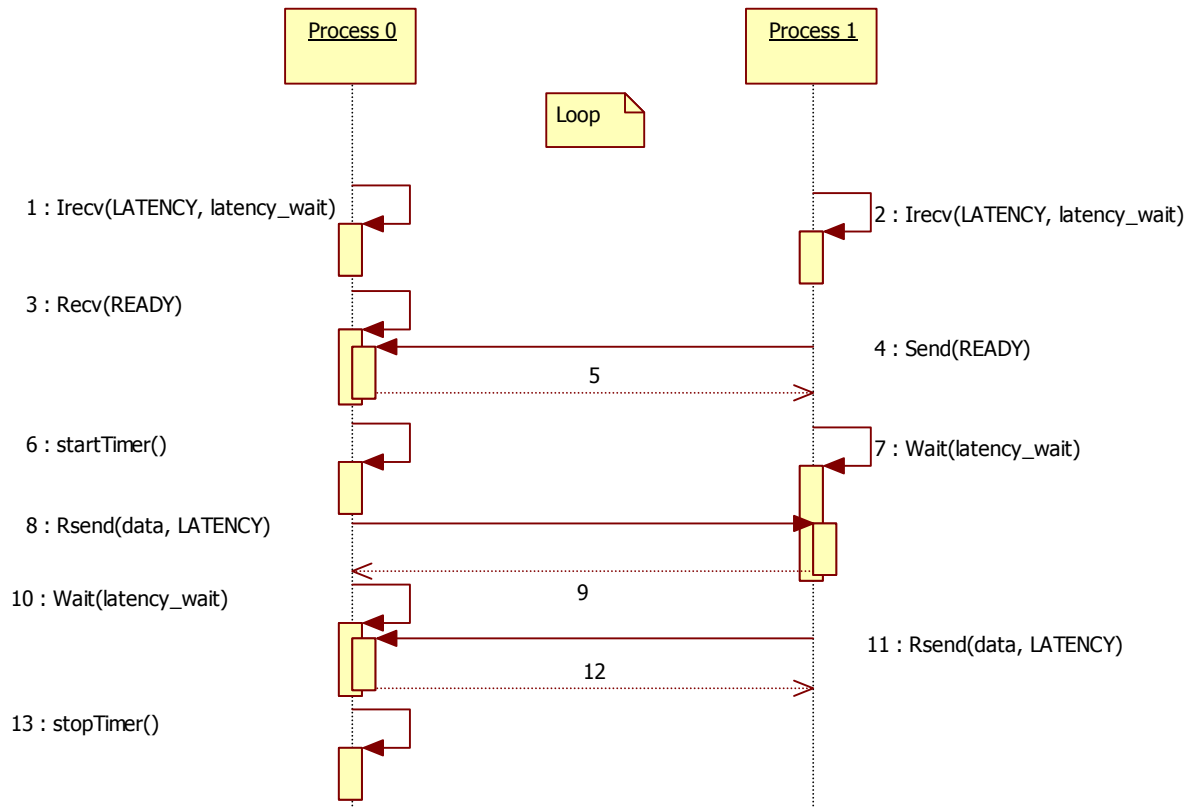 Process 0
Process 1
Loop
1 : Irecv(LATENCY, latency_wait)
2 : Irecv(LATENCY, latency_wait)
3 : Recv(READY)
4 : Send(READY)
5
6 : startTimer()
7 : Wait(latency_wait)
8 : Rsend(data, LATENCY)
9
10 : Wait(latency_wait)
11 : Rsend(data, LATENCY)
12
13 : stopTimer()